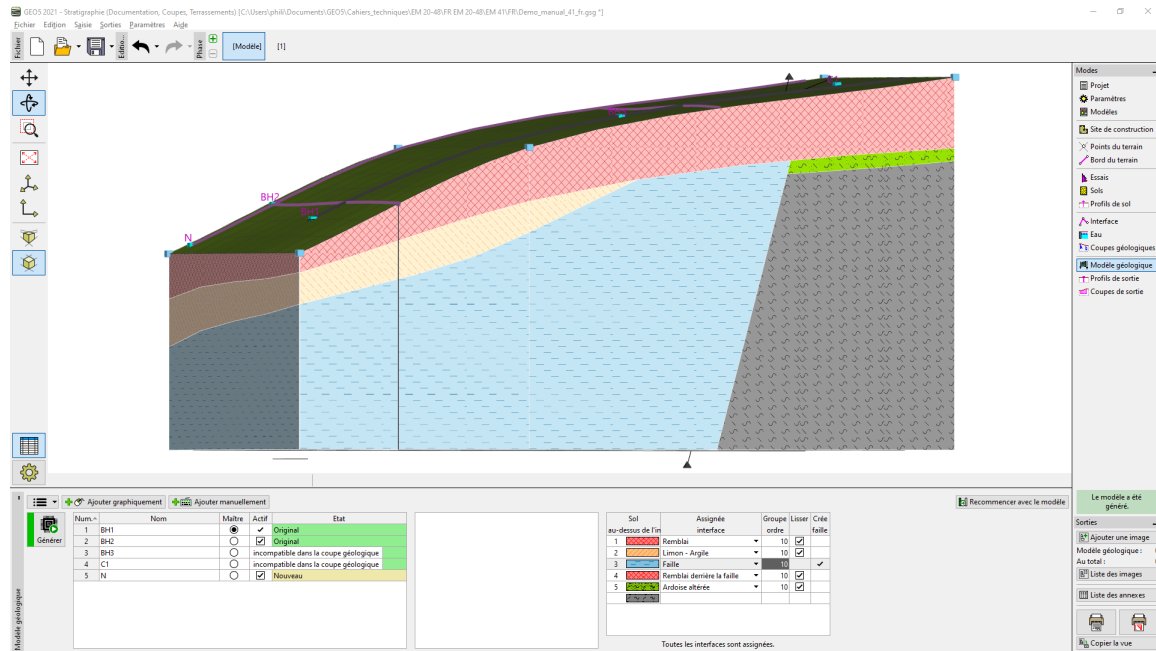 GEO5 2021 - Stratigraphie (Documentation, Coupes, Terrassements) [C:\Users\phili\Documents\GEO5\Cahiers_techniques\EM 20-48\FR EM 20-48\EM 41\FR\Demo_manual_41_fr.gsg *]
Fichier Edition Saisie Sorties Paramètres Aide
Fichier
Editio...
Phase
[Modèle] [1]
BH2
BH1
N
Modes
Projet
Paramètres
Modèles
Site de construction
Points du terrain
Bord du terrain
Essais
Sols
Profils de sol
Interface
Eau
Coupes géologiques
Modèle géologique
Profils de sortie
Coupes de sortie
Ajouter graphiquement Ajouter manuellement
Recommencer avec le modèle
Générer
Num. Nom Maître Actif Etat
1 BH1 Original
2 BH2 Original
3 BH3 incompatible dans la coupe géologique
4 C1 incompatible dans la coupe géologique
5 N Nouveau
Sol Assignée Groupe Lisser Crée
au-dessus de l'in interface ordre faille
1 Remblai 10
2 Limon - Argile 10
3 Faille 10
4 Remblai derrière la faille 10
5 Ardoise altérée 10
Toutes les interfaces sont assignées.
Modèle géologique
Le modèle a été
généré.
Sorties
Ajouter une image
Modèle géologique :
Au total :
Liste des images
Liste des annexes
Copier la vue